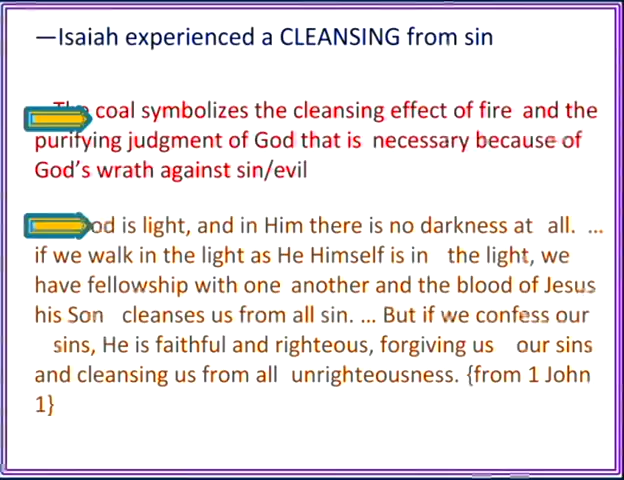 —Isaiah experienced a CLEANSING from sin
The coal symbolizes the cleansing effect of fire and the
purifying judgment of God that is necessary because of
God's wrath against sin/evil
od is light, and in Him there is no darkness at all. ...
if we walk in the light as He Himself is in the light, we
have fellowship with one another and the blood of Jesus
his Son cleanses us from all sin. ... But if we confess our
sins, He is faithful and righteous, forgiving us our sins
and cleansing us from all unrighteousness. {from 1 John
1}